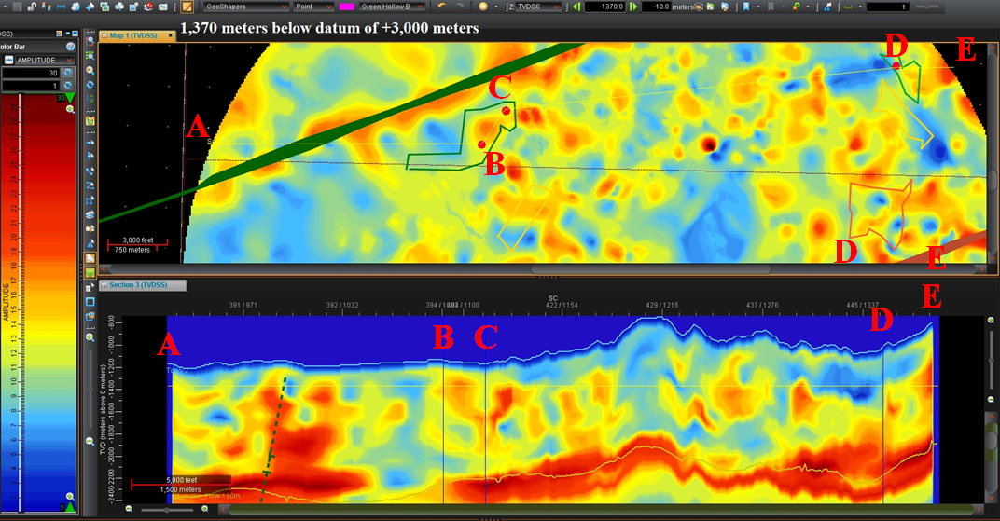 GeoShapers
Point
Green Hollow B
Z: TVDSS
-1370.0
-10.0
meters
1
1,370 meters below datum of +3,000 meters
Map 1 (TVDSS)
olor Bar
AMPLITUDE...
30
1
30
AMPLITUDE
1
A
B
C
D
E
D
E
3,000 feet
750 meters
Section 3 (TVDSS)
SC
391 / 971
392 / 1032
422 / 1154
429 / 1215
437 / 1276
445 / 1337
A
B
C
D
E
TVD (meters above 0 meters)
-800
-1000
-1200
-1400
-1600
-1800
-2000
-2200
-2400
5,000 feet
1,500 meters